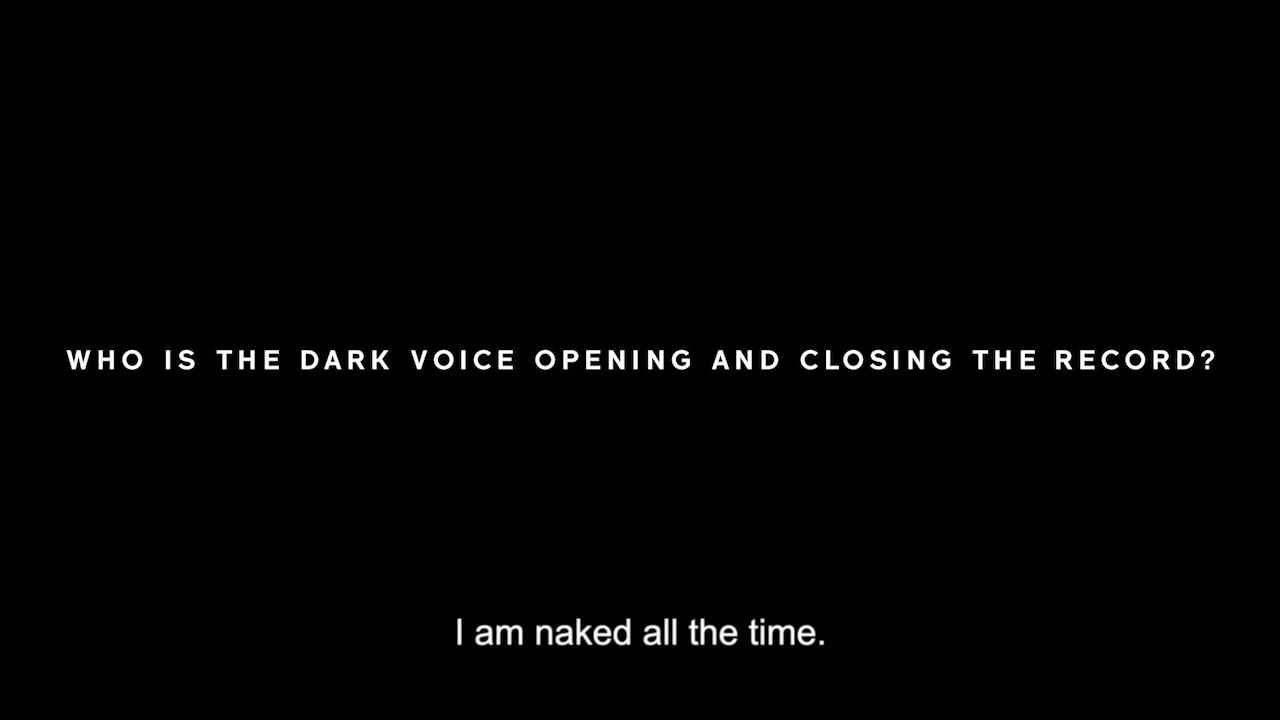 WHO IS THE DARK VOICE OPENING AND CLOSING THE RECORD?
I am naked all the time.